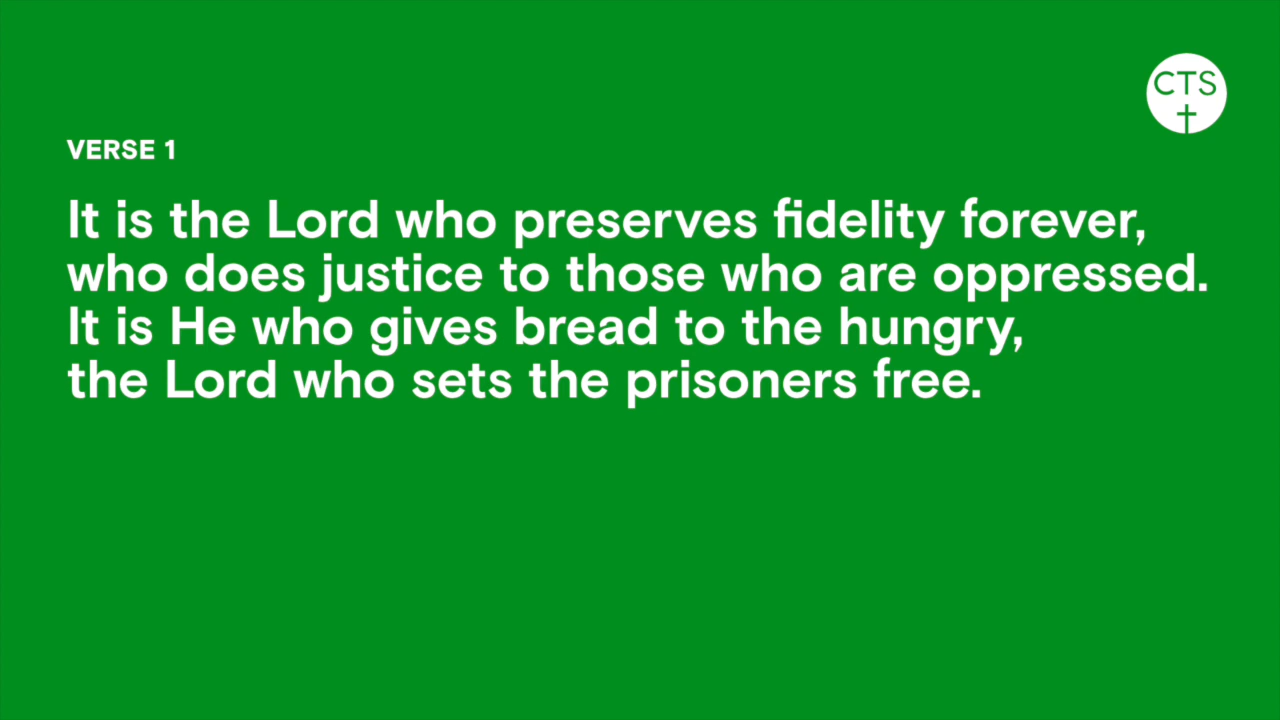 CTS
VERSE 1
It is the Lord who preserves fidelity forever,
who does justice to those who are oppressed.
It is He who gives bread to the hungry,
the Lord who sets the prisoners free.